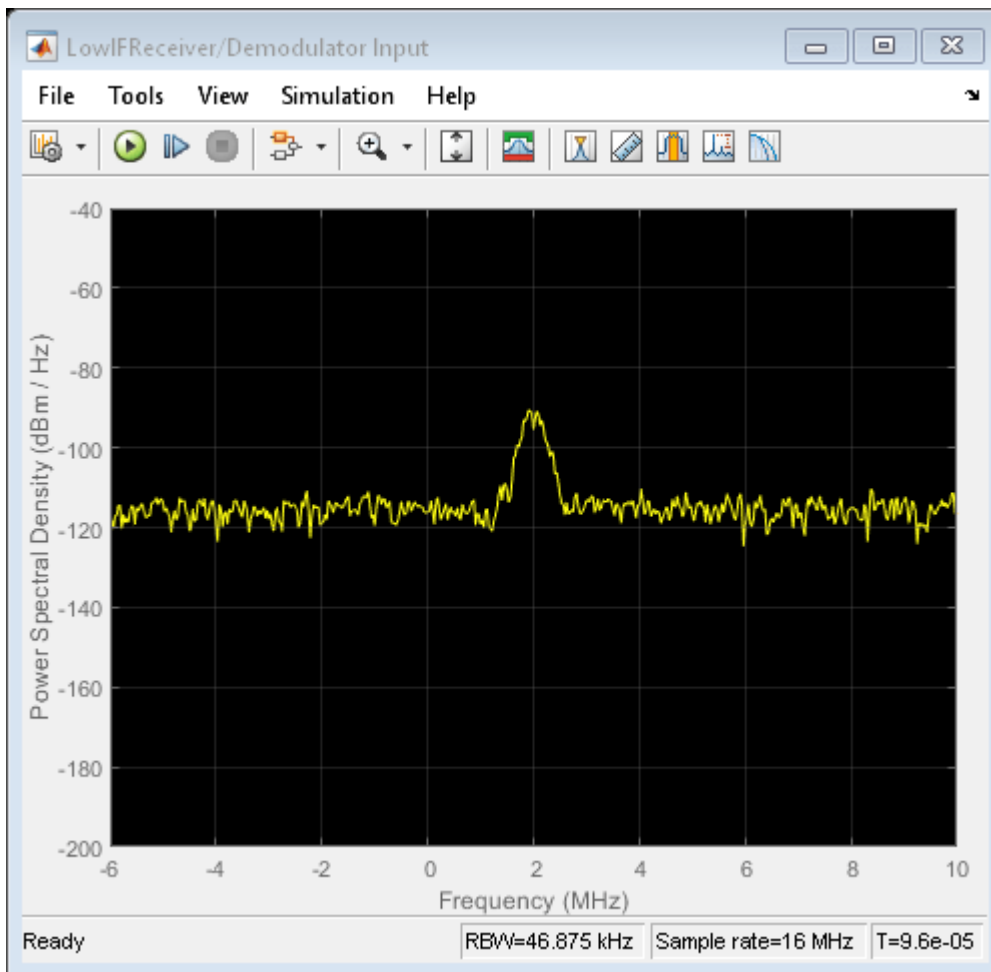 LowIFReceiver/Demodulator Input
File Tools View Simulation Help
-40
-60
-80
-100
-120
-140
-160
-180
-200
Power Spectral Density (dBm / Hz)
-6 -4 -2 0 2 4 6 8 10
Frequency (MHz)
Ready RBW=46.875 kHz Sample rate=16 MHz T=9.6e-05